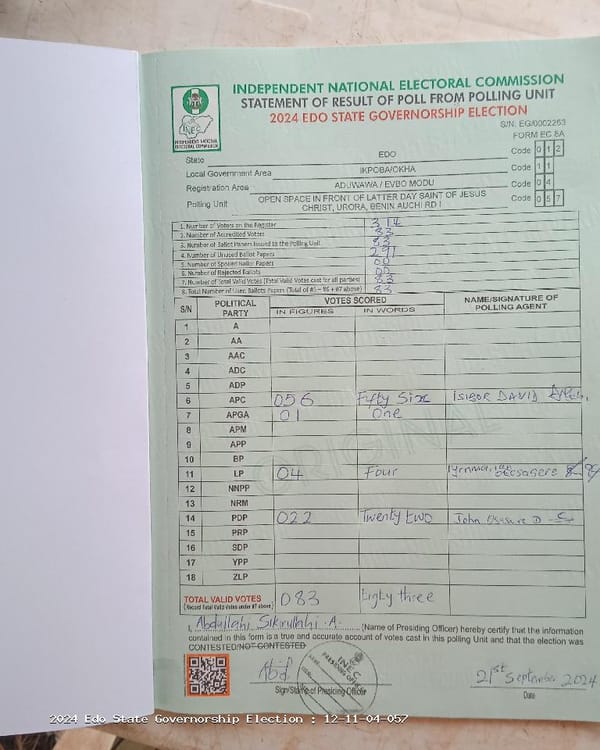 INDEPENDENT NATIONAL ELECTORAL COMMISSION
STATEMENT OF RESULT OF POLL FROM POLLING UNIT
2024 EDO STATE GOVERNORSHIP ELECTION
S/N: EG/0002253
FORM EC 8A
INEC
INDEPENDENT NATIONAL ELECTORAL COMMISSION
State EDO Code 0 1 2
Local Government Area IKPOBA/OKHA Code 1 1
Registration Area ADUWAWA / EVBO MODU Code 0 4
Polling Unit OPEN SPACE IN FRONT OF LATTER DAY SAINT OF JESUS CHRIST, URORA, BENIN AUCHI RD I Code 0 5 7
1. Number of Voters on the Register 374
2. Number of Accredited Voters 83
3. Number of Ballot Papers Issued to the Polling Unit
4. Number of Unused Ballot Papers 291
5. Number of Spoiled Ballot Papers 00
6. Number of Rejected Ballots 00
7. Number of Total Valid Votes (Total Valid Votes cast for all parties) 83
8. Total Number of Used Ballots Papers (Total of #5 + #6 + #7 above) 83
S/N POLITICAL PARTY VOTES SCORED NAME/SIGNATURE OF POLLING AGENT
IN FIGURES IN WORDS
1 A
2 AA
3 AAC
4 ADC
5 ADP
6 APC 056 Fifty Six ISIBOR DAVID
7 APGA 01 One
8 APM
9 APP
10 BP
11 LP 04 Four
12 NNPP
13 NRM
14 PDP 022 Twenty two John
15 PRP
16 SDP
17 YPP
18 ZLP
ORIGINAL
TOTAL VALID VOTES 083 Eighty three
(Record Total Valid Votes under #7 above)
I, Abdullahi Sikirullahi A. (Name of Presiding Officer) hereby certify that the information
contained in this form is a true and accurate account of votes cast in this polling Unit and that the election was
CONTESTED/NOT CONTESTED
Abd
INEC
PRESIDING OFFICER
Sign/Stamp of Presiding Officer
21st September 2024
Date
2024 Edo State Governorship Election : 12-11-04-057